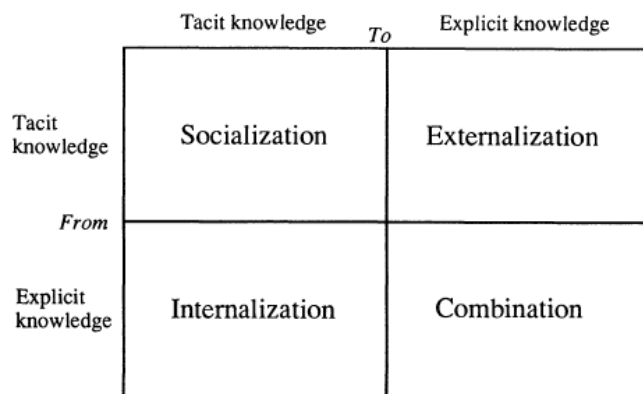 Tacit knowledge To Explicit knowledge
Tacit
knowledge
Socialization Externalization
From
Explicit
knowledge
Internalization Combination